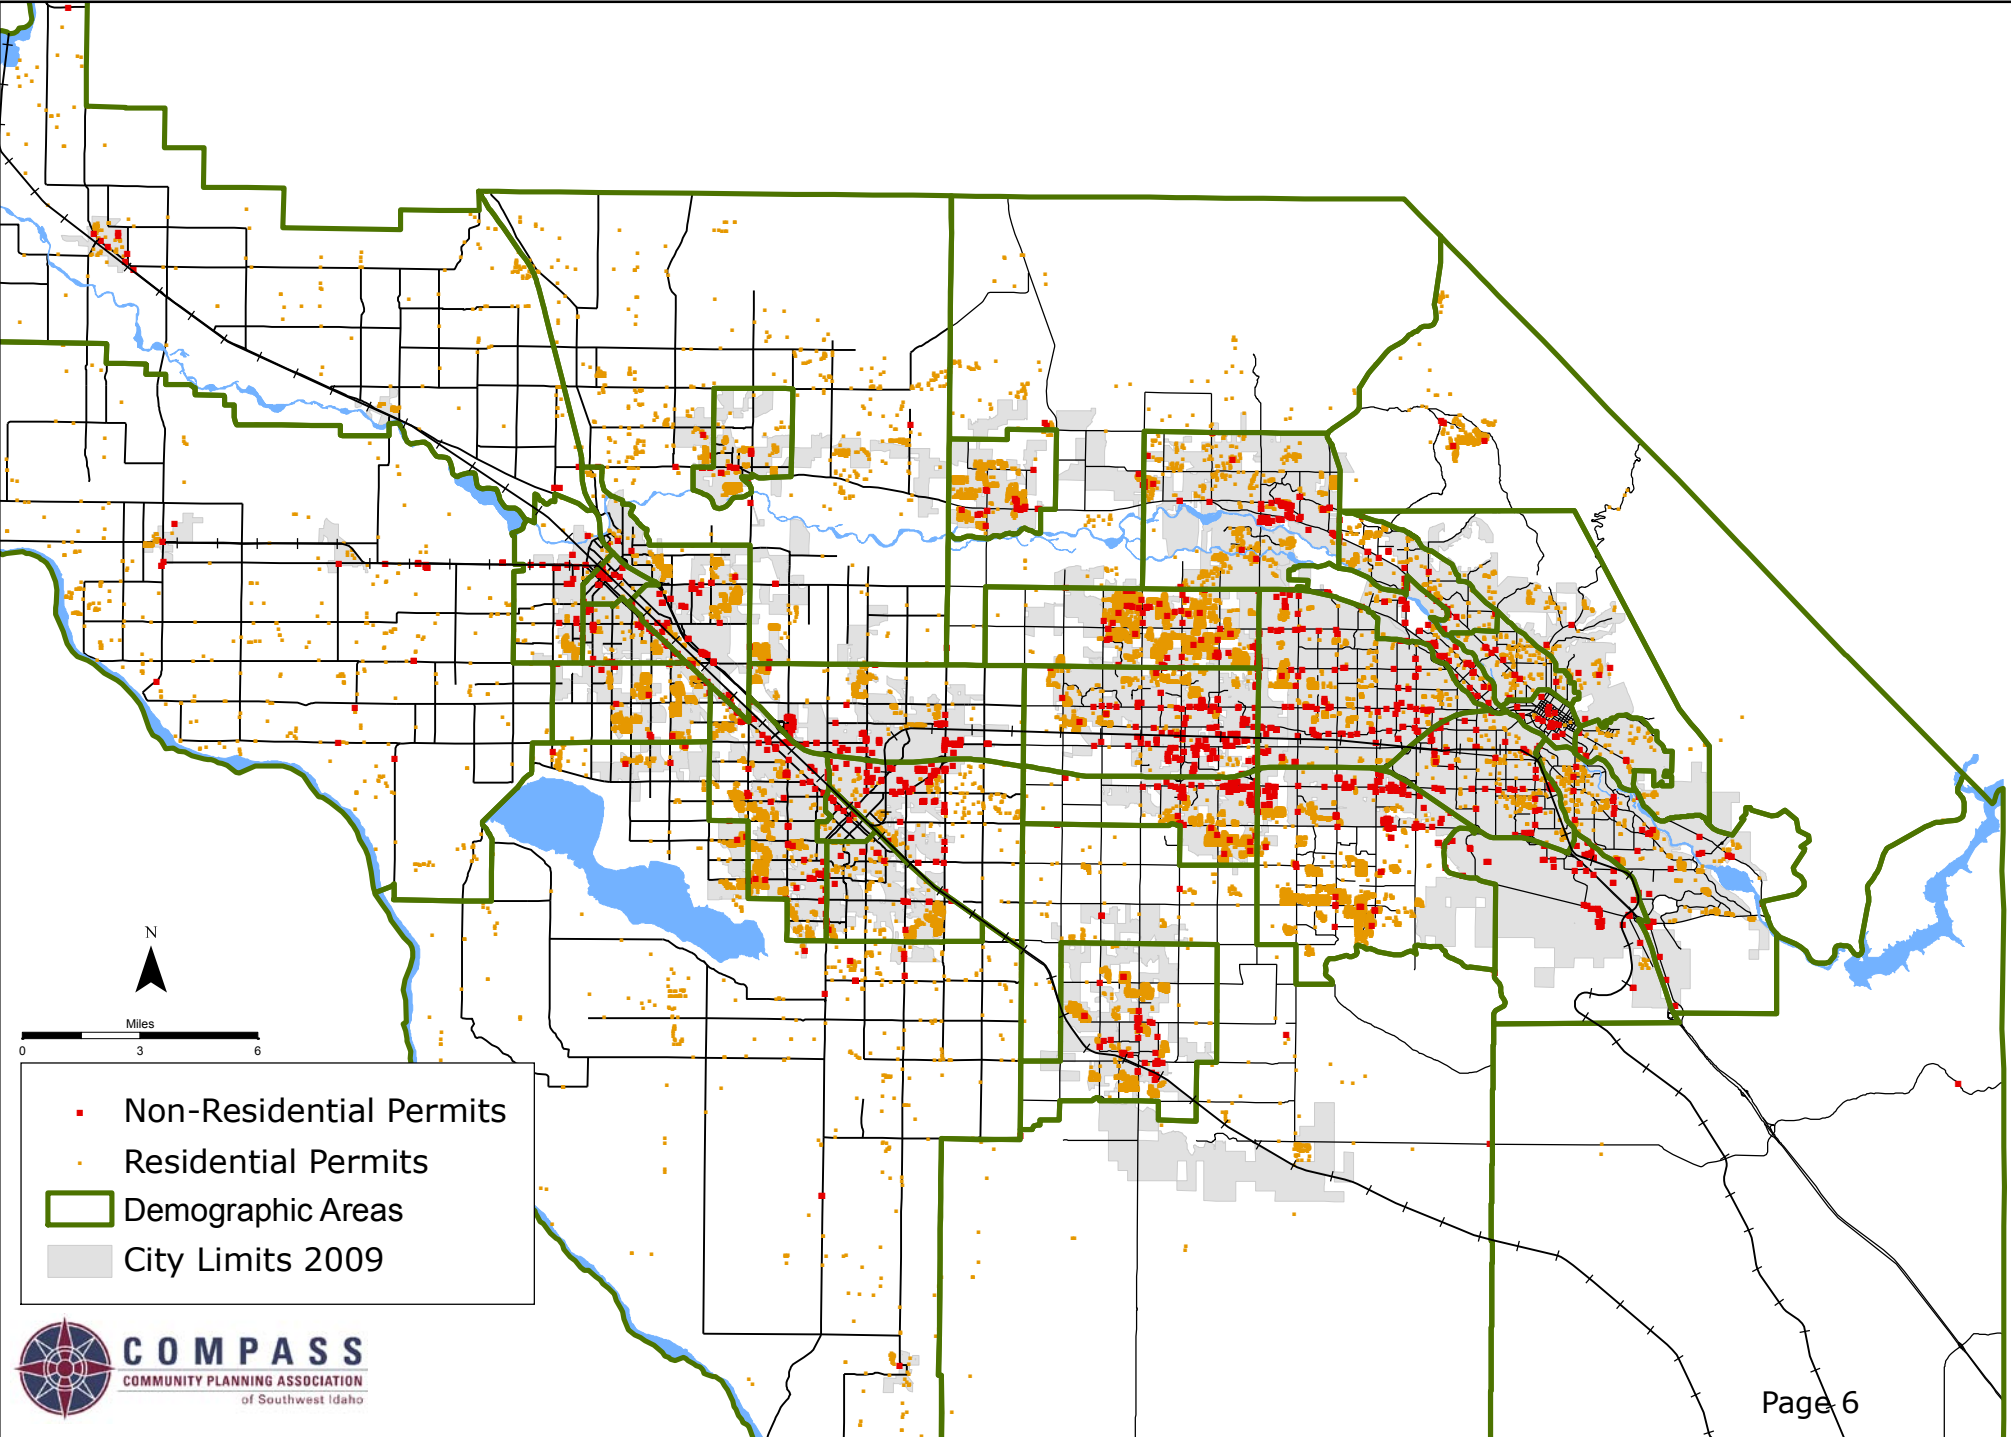 N
Miles
0 3 6
Non-Residential Permits
Residential Permits
Demographic Areas
City Limits 2009
COMPASS
COMMUNITY PLANNING ASSOCIATION
of Southwest Idaho
Page 6